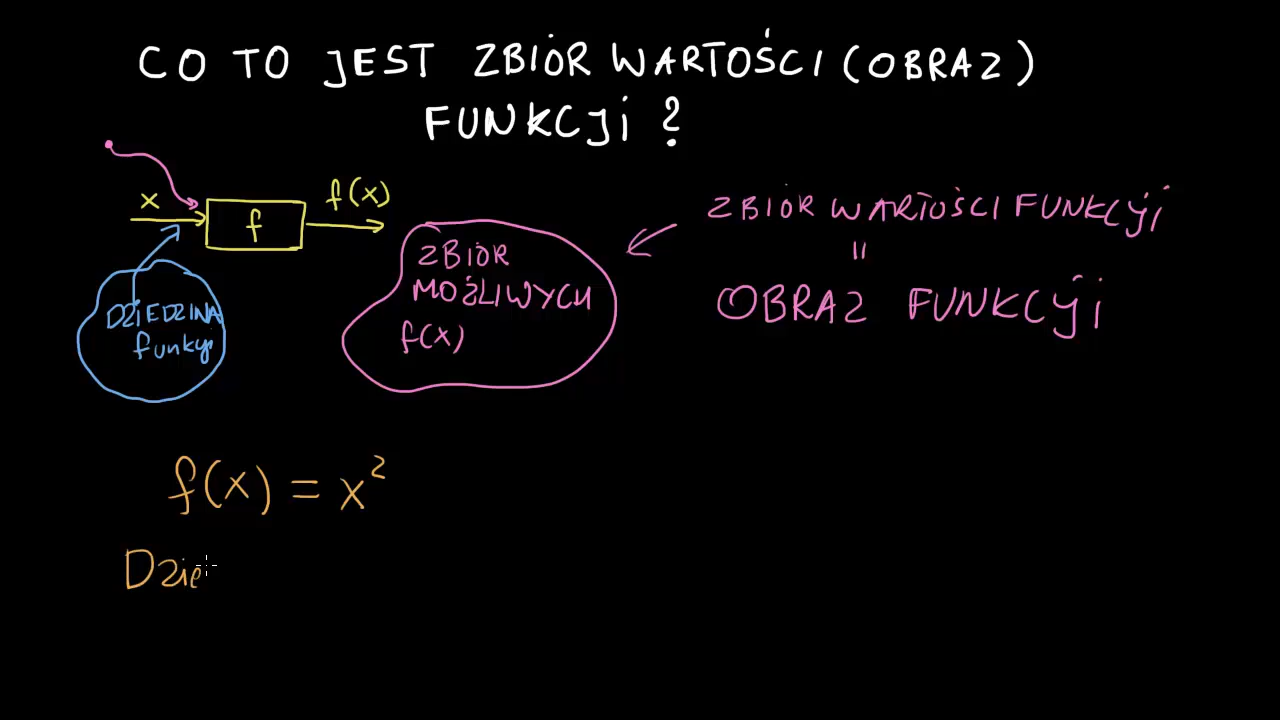 CO TO JEST ZBIÓR WARTOŚCI (OBRAZ)
FUNKCJI ?
x
f
f(x)
DZIEDZINA
funkcji
ZBIÓR
MOŻLIWYCH
f(x)
ZBIÓR WARTOŚCI FUNKCJI
=
OBRAZ FUNKCJI
f(x) = x²
Dzie